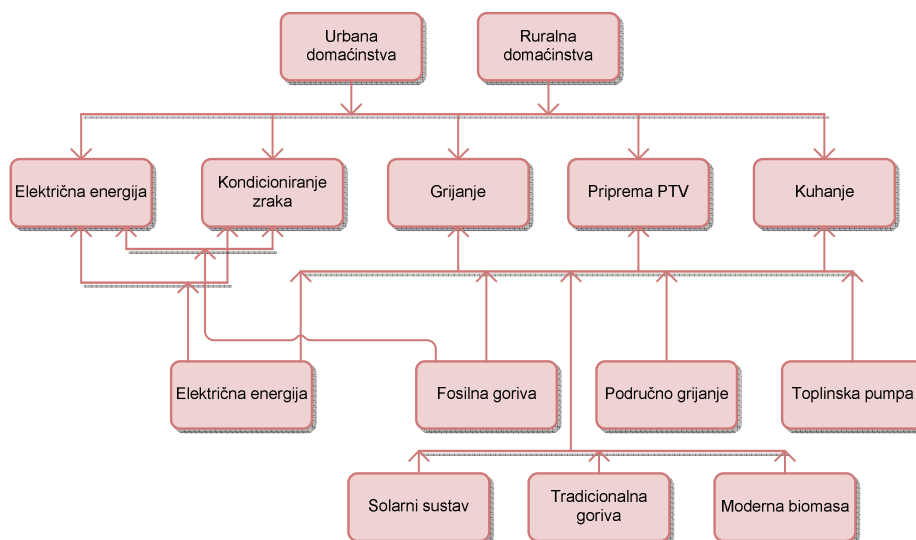 Urbana
domaćinstva
Ruralna
domaćinstva
Električna energija
Kondicioniranje
zraka
Grijanje
Priprema PTV
Kuhanje
Električna energija
Fosilna goriva
Područno grijanje
Toplinska pumpa
Solarni sustav
Tradicionalna
goriva
Moderna biomasa